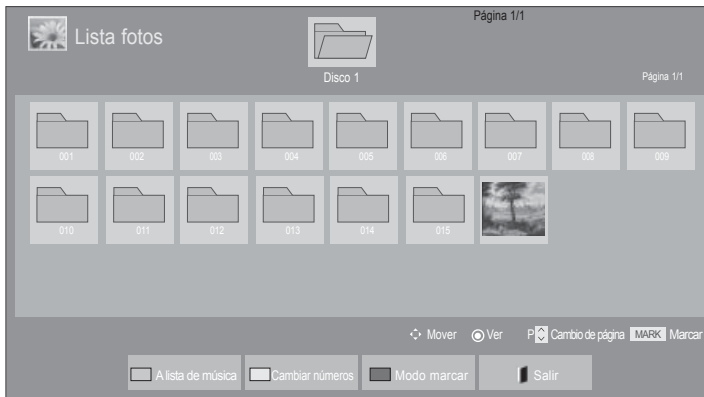 Página 1/1
Lista fotos
Disco 1
Página 1/1
001 002 003 004 005 006 007 008 009
010 011 012 013 014 015
Mover Ver P Cambio de página MARK Marcar
A lista de música Cambiar números Modo marcar Salir